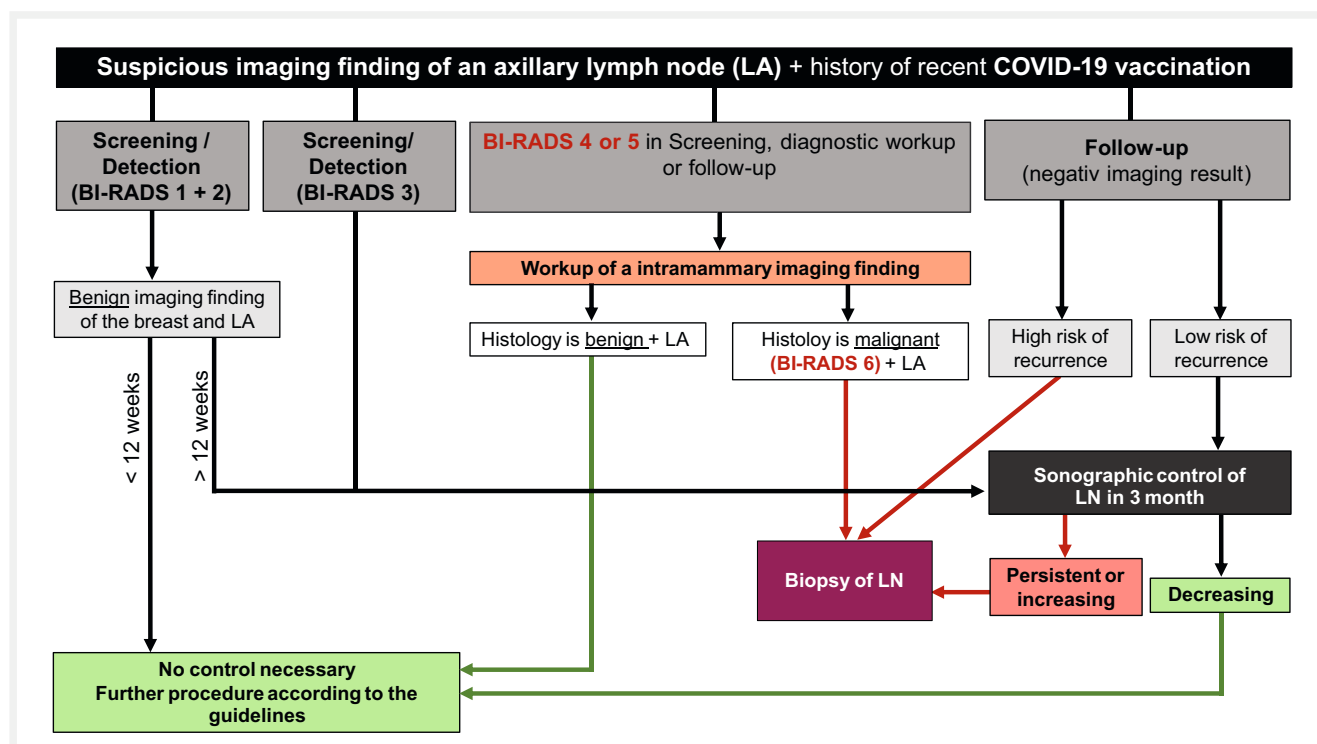 Suspicious imaging finding of an axillary lymph node (LA) + history of recent COVID-19 vaccination
Screening /
Detection
(BI-RADS 1 + 2)
Screening/
Detection
(BI-RADS 3)
BI-RADS 4 or 5 in Screening, diagnostic workup
or follow-up
Follow-up
(negativ imaging result)
Workup of a intramammary imaging finding
Benign imaging finding
of the breast and LA
Histology is benign + LA
Histoloy is malignant
(BI-RADS 6) + LA
High risk of
recurrence
Low risk of
recurrence
< 12 weeks
> 12 weeks
Sonographic control of
LN in 3 month
Biopsy of LN
Persistent or
increasing
Decreasing
No control necessary
Further procedure according to the
guidelines